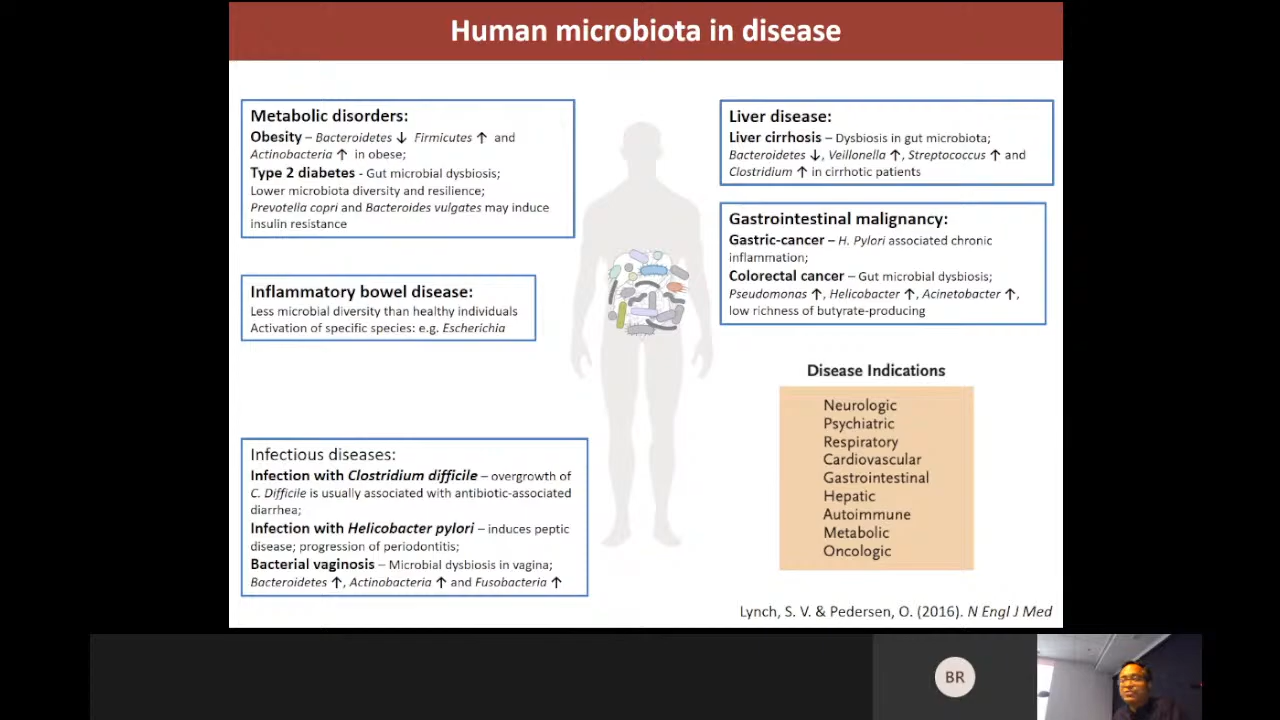 Human microbiota in disease
Metabolic disorders:
Obesity – Bacteroidetes ↓ Firmicutes ↑ and
Actinobacteria ↑ in obese;
Type 2 diabetes - Gut microbial dysbiosis;
Lower microbiota diversity and resilience;
Prevotella copri and Bacteroides vulgates may induce
insulin resistance
Inflammatory bowel disease:
Less microbial diversity than healthy individuals
Activation of specific species: e.g. Escherichia
Infectious diseases:
Infection with Clostridium difficile – overgrowth of
C. Difficile is usually associated with antibiotic-associated
diarrhea;
Infection with Helicobacter pylori – induces peptic
disease; progression of periodontitis;
Bacterial vaginosis – Microbial dysbiosis in vagina;
Bacteroidetes ↑, Actinobacteria ↑ and Fusobacteria ↑
Liver disease:
Liver cirrhosis – Dysbiosis in gut microbiota;
Bacteroidetes ↓, Veillonella ↑, Streptococcus ↑ and
Clostridium ↑ in cirrhotic patients
Gastrointestinal malignancy:
Gastric-cancer – H. Pylori associated chronic
inflammation;
Colorectal cancer – Gut microbial dysbiosis;
Pseudomonas ↑, Helicobacter ↑, Acinetobacter ↑,
low richness of butyrate-producing
Disease Indications
Neurologic
Psychiatric
Respiratory
Cardiovascular
Gastrointestinal
Hepatic
Autoimmune
Metabolic
Oncologic
Lynch, S. V. & Pedersen, O. (2016). N Engl J Med
BR